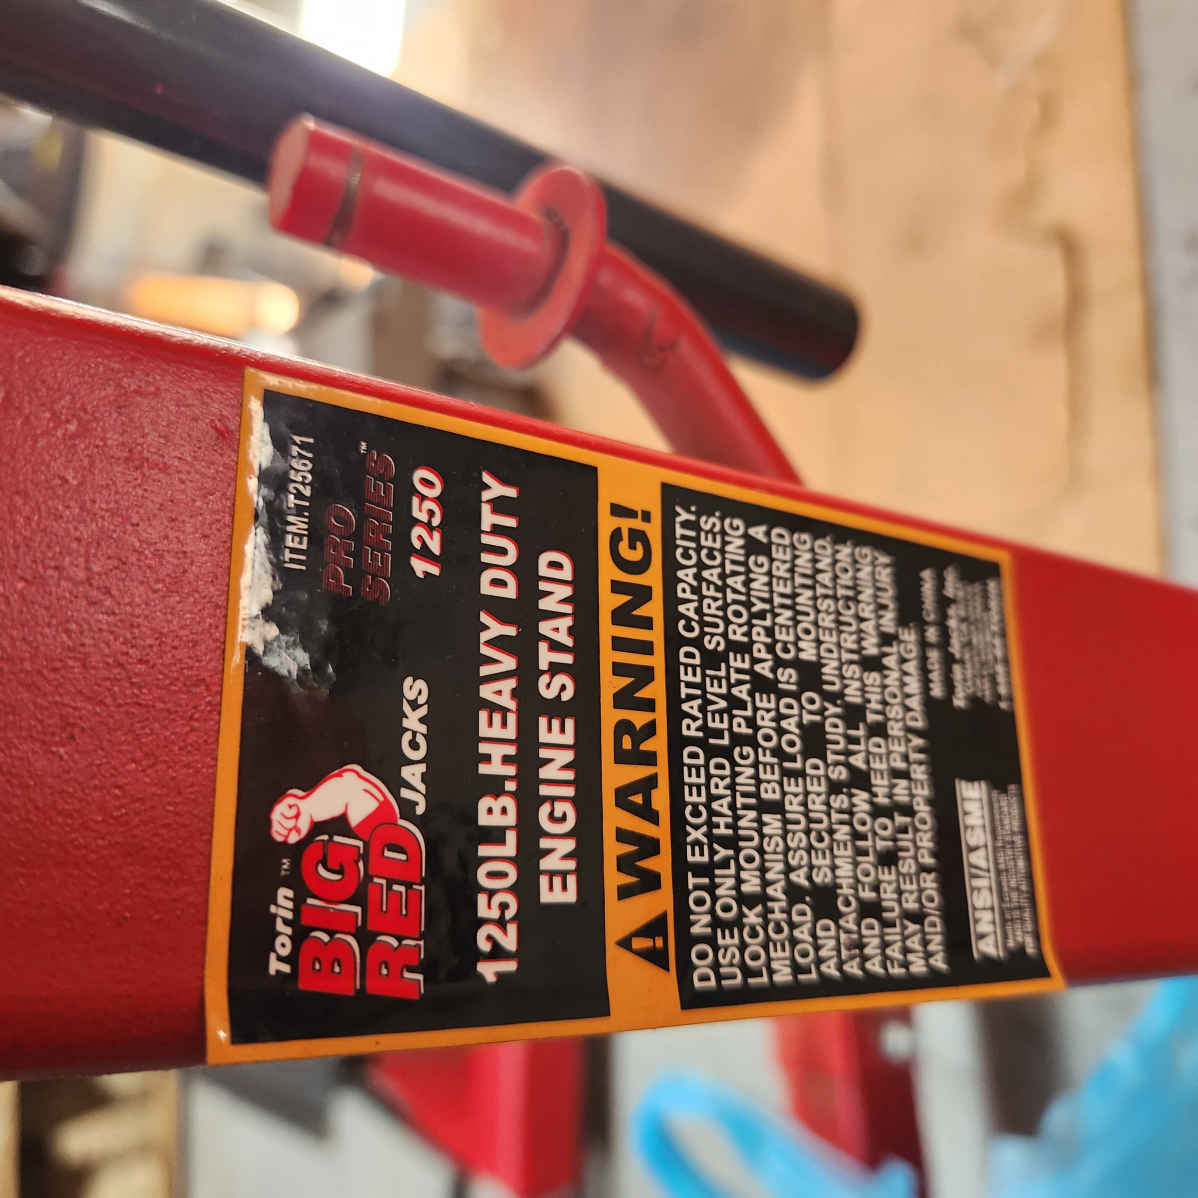 ITEM:T25671
Torin™
BIG
RED
JACKS
PRO
SERIES™
1250
1250LB.HEAVY DUTY
ENGINE STAND
WARNING!
DO NOT EXCEED RATED CAPACITY.
USE ONLY HARD LEVEL SURFACES.
LOCK MOUNTING PLATE ROTATING
MECHANISM BEFORE APPLYING A
LOAD. ASSURE LOAD IS CENTERED
AND SECURED TO MOUNTING
ATTACHMENTS. STUDY, UNDERSTAND.
AND FOLLOW ALL INSTRUCTION.
FAILURE TO HEED THIS WARNING
MAY RESULT IN PERSONAL INJURY
AND/OR PROPERTY DAMAGE.
MADE IN CHINA
ANSI/ASME
Torin Jacks, Inc.